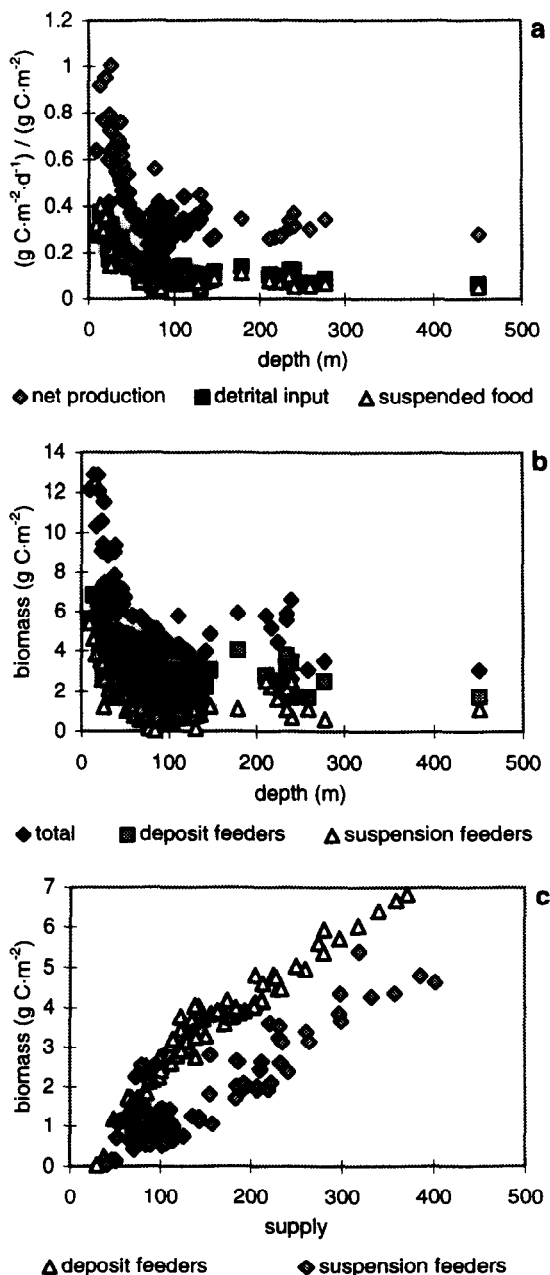 a
1.2
1
0.8
0.6
0.4
0.2
0
(g C·m⁻²·d⁻¹) / (g C·m⁻²)
0 100 200 300 400 500
depth (m)
net production detrital input suspended food
b
14
12
10
8
6
4
2
0
biomass (g C·m⁻²)
0 100 200 300 400 500
depth (m)
total deposit feeders suspension feeders
c
7
6
5
4
3
2
1
0
biomass (g C·m⁻²)
0 100 200 300 400 500
supply
deposit feeders suspension feeders